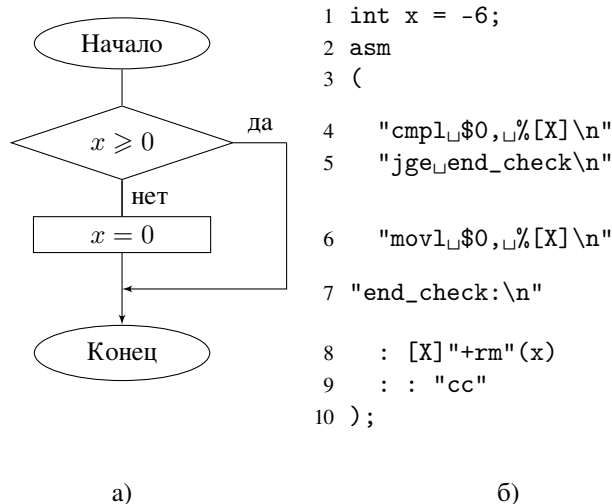 Начало
x ⩾ 0
да
нет
x = 0
Конец
а)
1 int x = -6;
2 asm
3 (
4 "cmpl␣$0,␣%[X]\n"
5 "jge␣end_check\n"
6 "movl␣$0,␣%[X]\n"
7 "end_check:\n"
8 : [X]"+rm"(x)
9 : : "cc"
10 );
б)